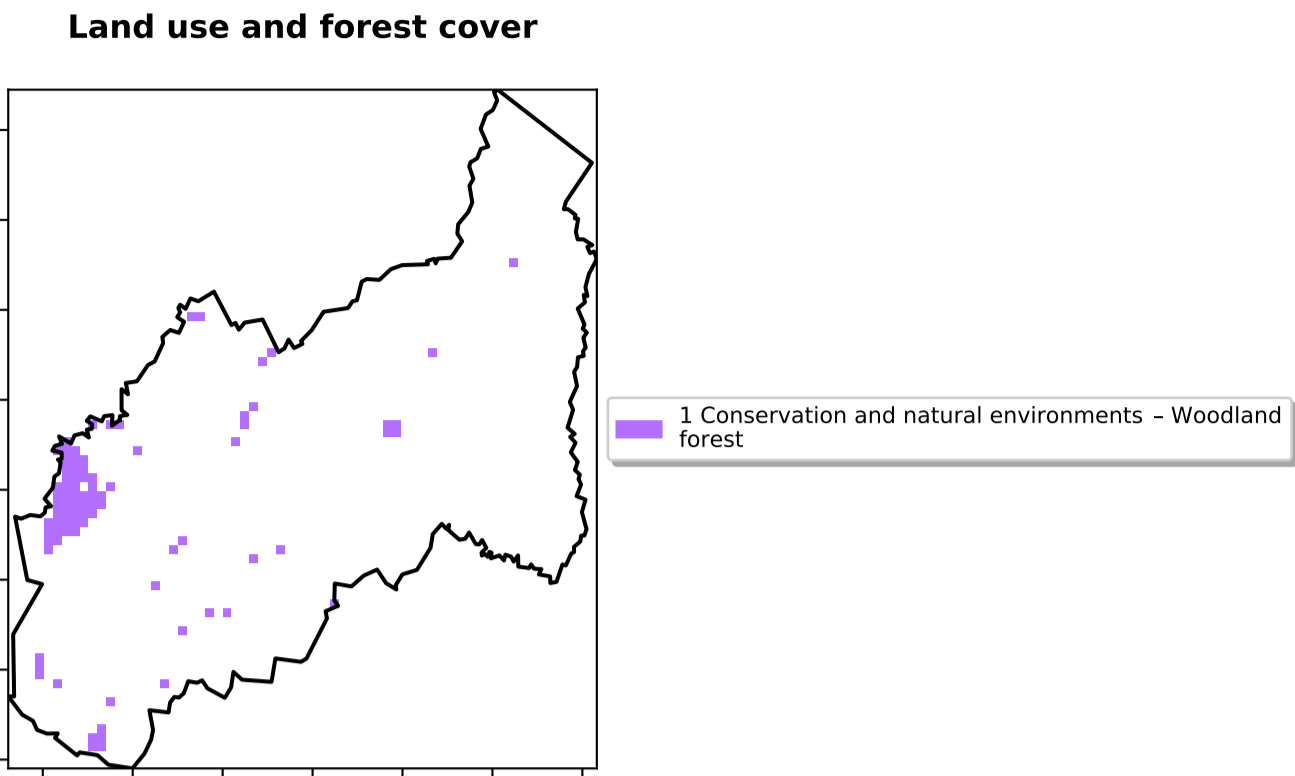 Land use and forest cover
1 Conservation and natural environments – Woodland
forest